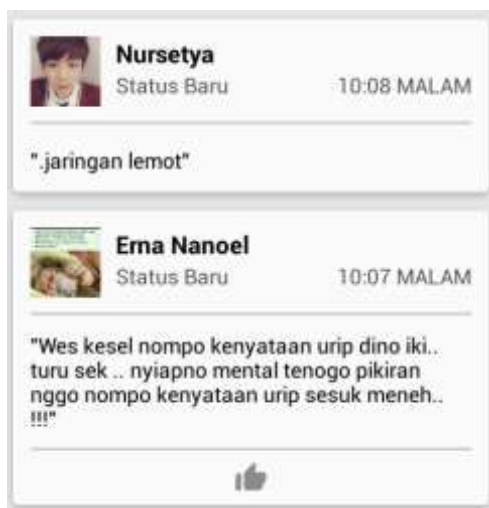 Nursetya
Status Baru 10:08 MALAM
".jaringan lemot"
Erna Nanoel
Status Baru 10:07 MALAM
"Wes kesel nompo kenyataan urip dino iki..
turu sek .. nyiapno mental tenogo pikiran
nggo nompo kenyataan urip sesuk meneh..
!!!"